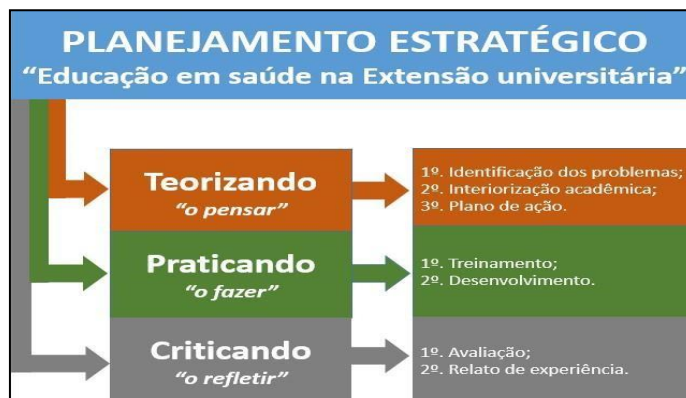 PLANEJAMENTO ESTRATÉGICO
“Educação em saúde na Extensão universitária”
Teorizando
“o pensar”
1º. Identificação dos problemas;
2º. Interiorização acadêmica;
3º. Plano de ação.
Praticando
“o fazer”
1º. Treinamento;
2º. Desenvolvimento.
Criticando
“o refletir”
1º. Avaliação;
2º. Relato de experiência.